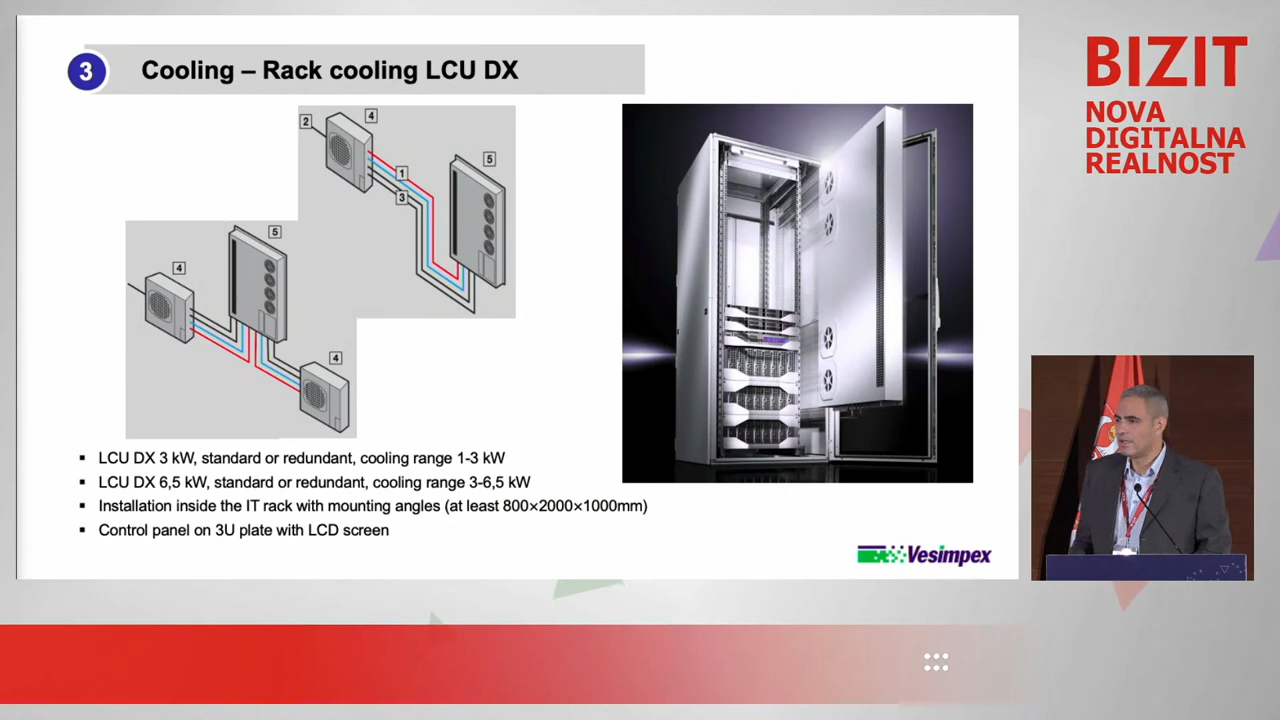 3
Cooling – Rack cooling LCU DX
2
4
1
3
5
4
5
4
▪ LCU DX 3 kW, standard or redundant, cooling range 1-3 kW
▪ LCU DX 6,5 kW, standard or redundant, cooling range 3-6,5 kW
▪ Installation inside the IT rack with mounting angles (at least 800×2000×1000mm)
▪ Control panel on 3U plate with LCD screen
Vesimpex
BIZIT
NOVA
DIGITALNA
REALNOST